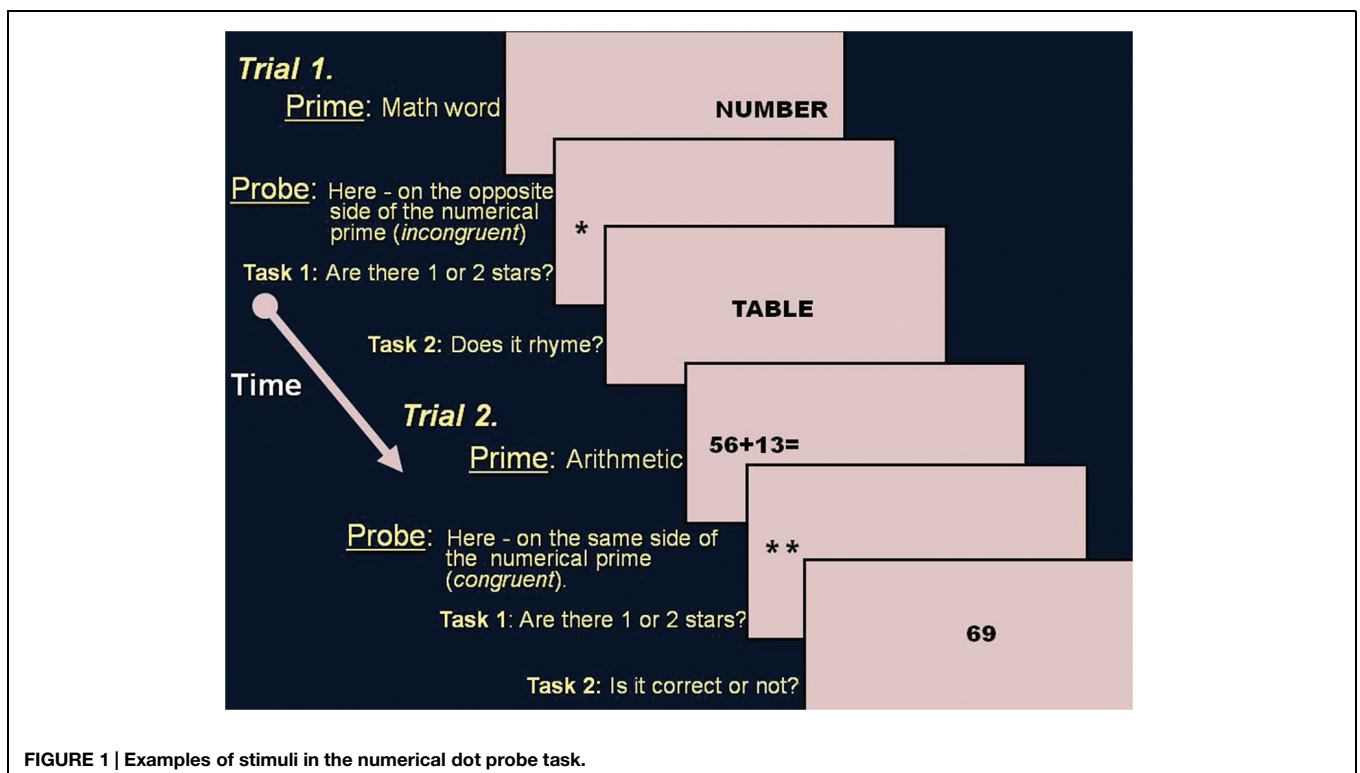 Trial 1.
Prime: Math word
NUMBER
Probe: Here - on the opposite
side of the numerical
prime (incongruent)
*
Task 1: Are there 1 or 2 stars?
TABLE
Task 2: Does it rhyme?
Time
Trial 2.
56+13=
Prime: Arithmetic
Probe: Here - on the same side of
the numerical prime
(congruent).
* *
Task 1: Are there 1 or 2 stars?
69
Task 2: Is it correct or not?
FIGURE 1 | Examples of stimuli in the numerical dot probe task.